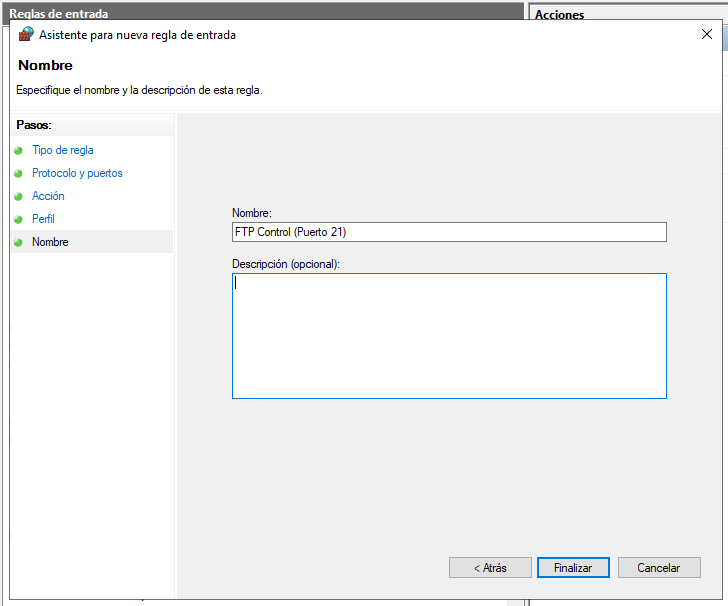 Reglas de entrada
Acciones
Asistente para nueva regla de entrada
Nombre
Especifique el nombre y la descripción de esta regla.
Pasos:
Tipo de regla
Protocolo y puertos
Acción
Perfil
Nombre
Nombre:
FTP Control (Puerto 21)
Descripción (opcional):
< Atrás
Finalizar
Cancelar